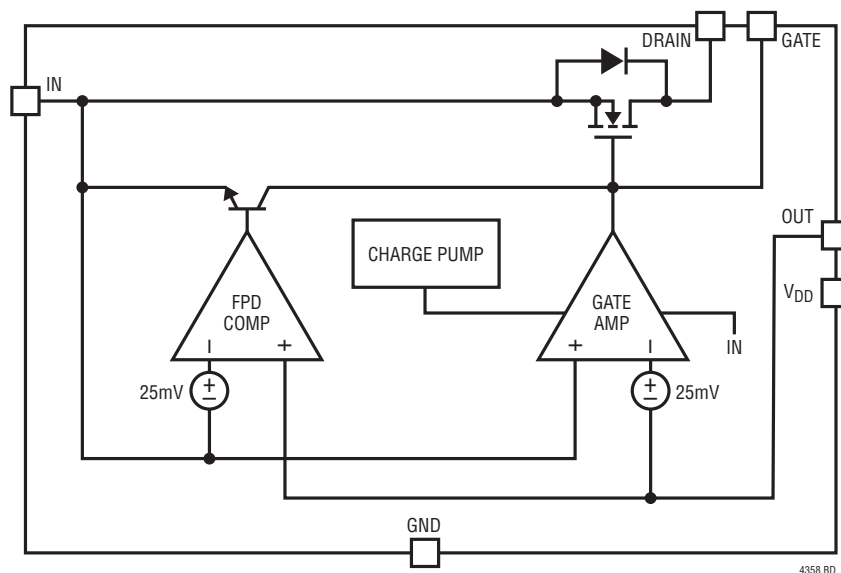 DRAIN
GATE
IN
OUT
CHARGE PUMP
VDD
FPD
COMP
GATE
AMP
IN
– +
+ –
25mV
+
–
+
–
25mV
GND
4358 BD